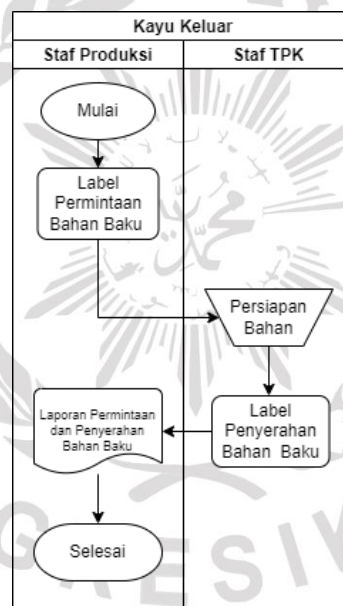 Kayu Keluar
Staf Produksi
Staf TPK
Mulai
Label
Permintaan
Bahan Baku
Persiapan
Bahan
Label
Penyerahan
Bahan Baku
Laporan Permintaan
dan Penyerahan
Bahan Baku
Selesai
GRESIK